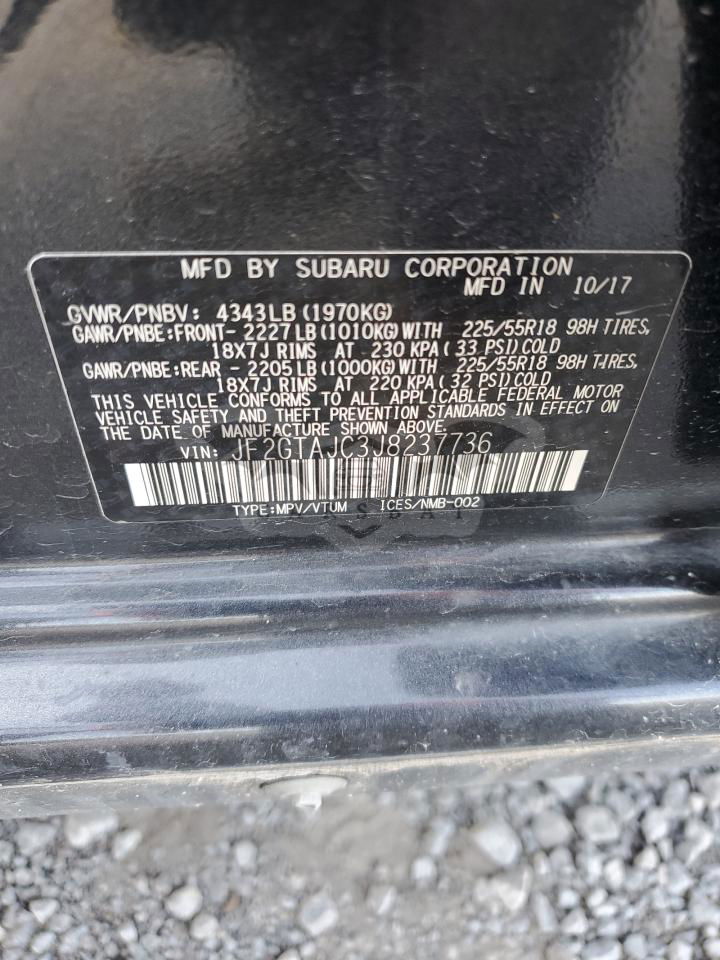 MFD BY SUBARU CORPORATION
MFD IN 10/17
GVWR/PNBV: 4343LB (1970KG)
GAWR/PNBE:FRONT- 2227LB (1010KG) WITH 225/55R18 98H TIRES,
18X7J RIMS AT 230 KPA ( 33 PSI) COLD
GAWR/PNBE:REAR - 2205LB (1000KG) WITH 225/55R18 98H TIRES,
18X7J RIMS AT 220 KPA ( 32 PSI) COLD
THIS VEHICLE CONFORMS TO ALL APPLICABLE FEDERAL MOTOR
VEHICLE SAFETY AND THEFT PREVENTION STANDARDS IN EFFECT ON
THE DATE OF MANUFACTURE SHOWN ABOVE.
VIN: JF2GTAJC3J8237736
TYPE:MPV/VTUM ICES/NMB-002